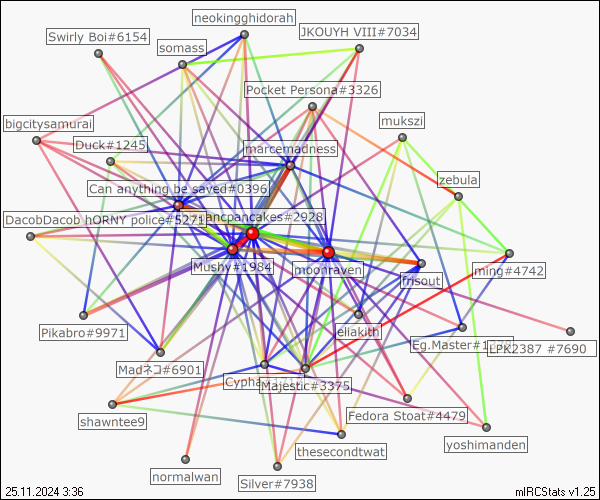 neokingghidorah
JKOUYH VIII#7034
Swirly Boi#6154
somass
Pocket Persona#3326
bigcitysamurai
mukszi
Duck#1245
marcemadness
zebula
Can anything be saved#0396
DacobDacob hORNY police#5271
ancpancakes#2928
Mushy#1984
moonraven
frisout
ming#4742
Pikabro#9971
eliakith
Eg.Master#1
LPK2387 #7690
Madネコ#6901
Cypha
Majestic#3375
Fedora Stoat#4479
shawntee9
thesecondtwat
yoshimanden
normalwan
Silver#7938
25.11.2024 3:36
mIRCStats v1.25